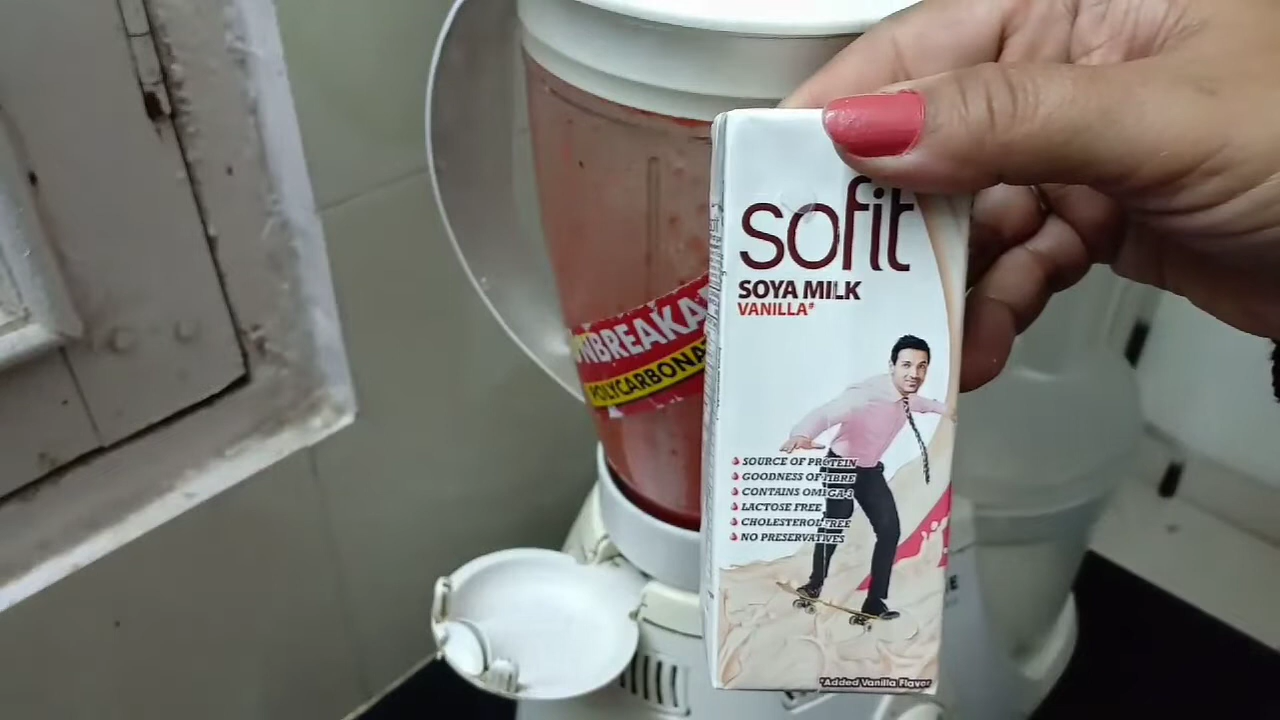 sofit
SOYA MILK
VANILLA#
SOURCE OF PROTEIN
GOODNESS OF FIBRE
CONTAINS OMEGA-3
LACTOSE FREE
CHOLESTEROL FREE
NO PRESERVATIVES
#Added Vanilla Flavor
UNBREAKA
POLYCARBONA